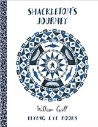 SHACKLETON'S
JOURNEY
William Grill
FLYING EYE BOOKS